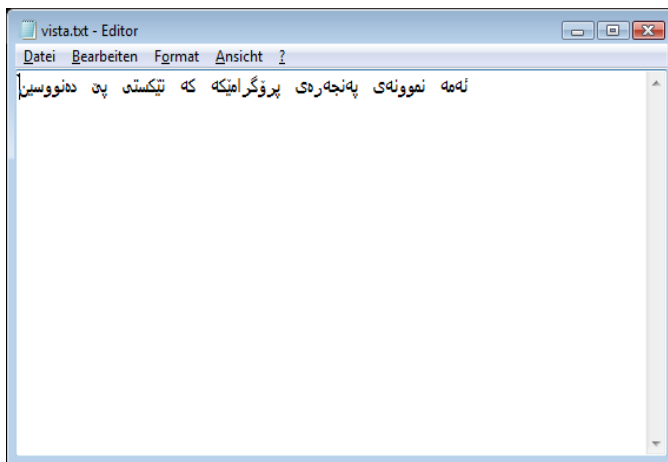 vista.txt - Editor
Datei Bearbeiten Format Ansicht ?
ئەمە نموونەی پەنجەرەی پرۆگرامێکە کە تێکستی پێ دەنووسین